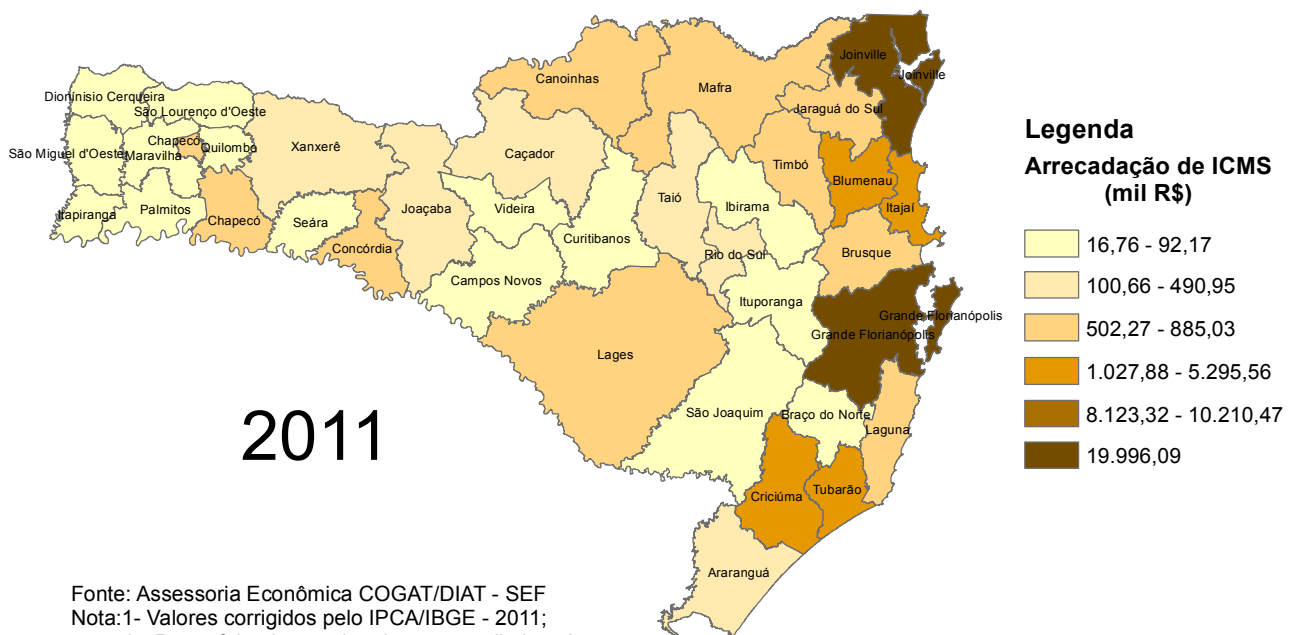 Joinville
Joinville
Canoinhas
Mafra
Dionínisio Cerqueira
São Lourenço d'Oeste
Jaraguá do Sul
Chapecó
Quilombo
Xanxerê
São Miguel d'Oeste
Maravilha
Caçador
Timbó
Blumenau
Taió
Ibirama
Itajaí
Itapiranga
Palmitos
Chapecó
Seára
Joaçaba
Videira
Curitibanos
Concórdia
Rio do Sul
Brusque
Campos Novos
Ituporanga
Grande Florianópolis
Grande Florianópolis
Lages
São Joaquim
Braço do Norte
Laguna
Criciúma
Tubarão
Araranguá
2011
Legenda
Arrecadação de ICMS
(mil R$)
16,76 - 92,17
100,66 - 490,95
502,27 - 885,03
1.027,88 - 5.295,56
8.123,32 - 10.210,47
19.996,09
Fonte: Assessoria Econômica COGAT/DIAT - SEF
Nota:1- Valores corrigidos pelo IPCA/IBGE - 2011;